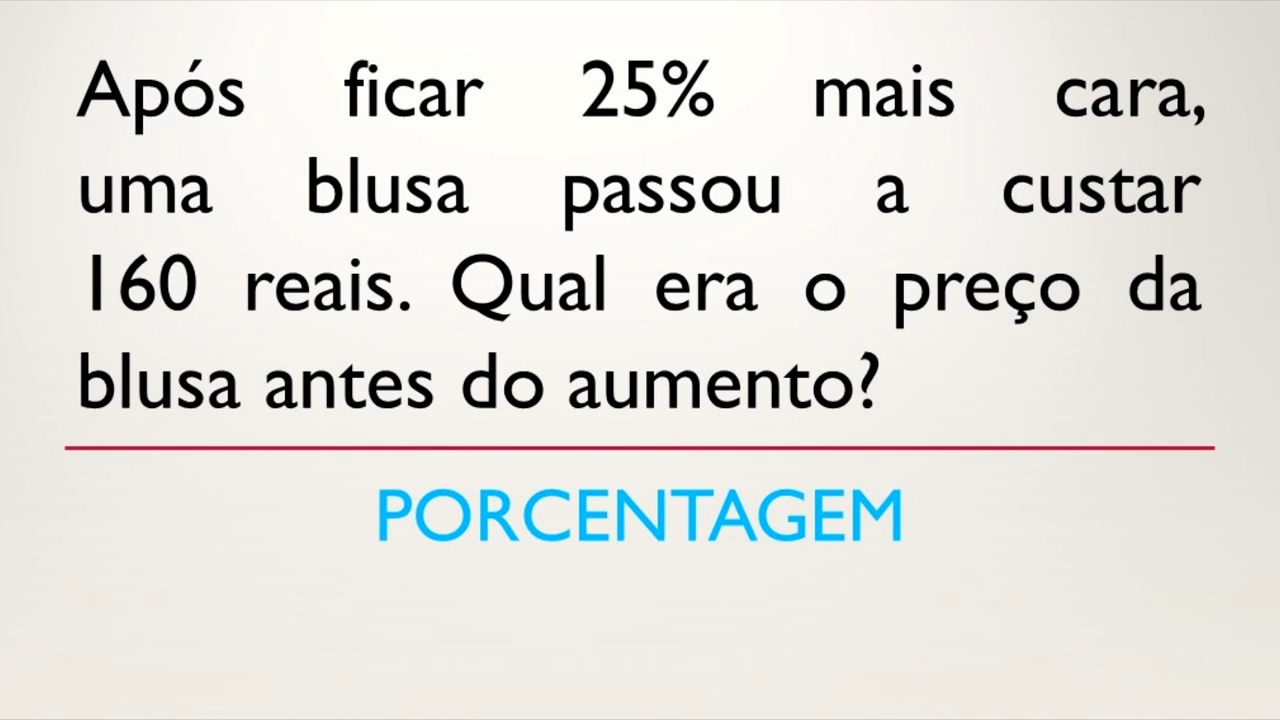 Após ficar 25% mais cara,
uma blusa passou a custar
160 reais. Qual era o preço da
blusa antes do aumento?
PORCENTAGEM